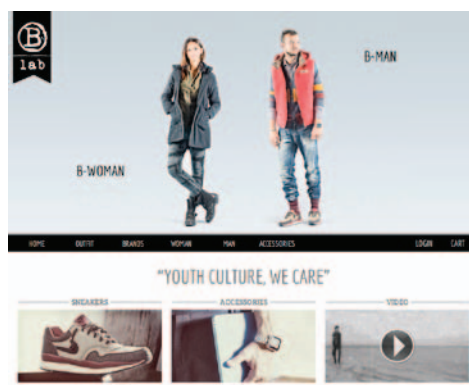 B
lab
B-MAN
B-WOMAN
HOME OUTFIT BRANDS WOMAN MAN ACCESSORIES LOGIN CART
"YOUTH CULTURE, WE CARE"
SNEAKERS ACCESSORIES VIDEO